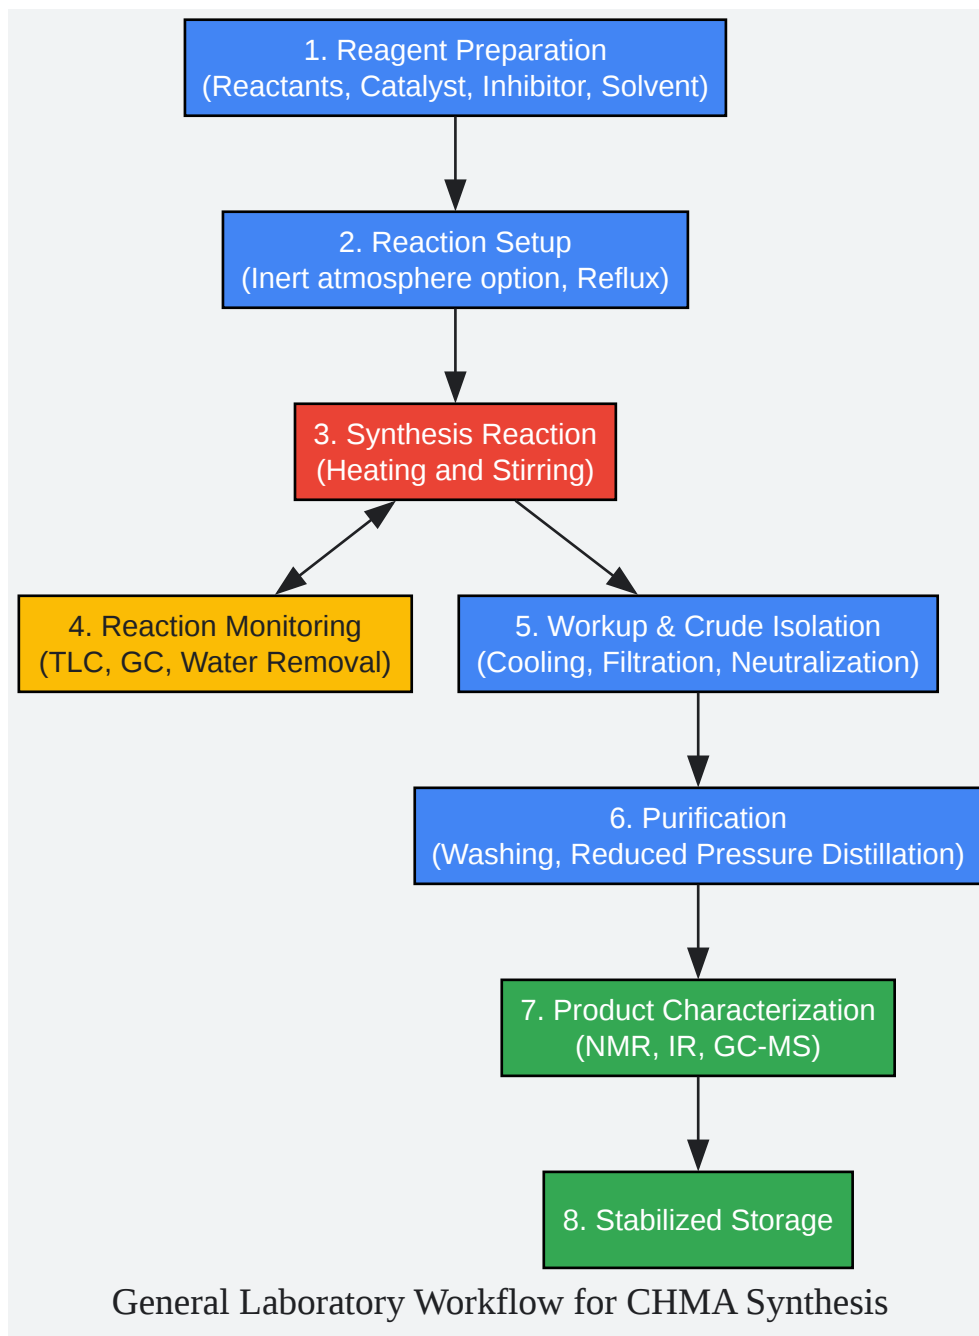 1. Reagent Preparation
(Reactants, Catalyst, Inhibitor, Solvent)
2. Reaction Setup
(Inert atmosphere option, Reflux)
3. Synthesis Reaction
(Heating and Stirring)
4. Reaction Monitoring
(TLC, GC, Water Removal)
5. Workup & Crude Isolation
(Cooling, Filtration, Neutralization)
6. Purification
(Washing, Reduced Pressure Distillation)
7. Product Characterization
(NMR, IR, GC-MS)
8. Stabilized Storage
General Laboratory Workflow for CHMA Synthesis